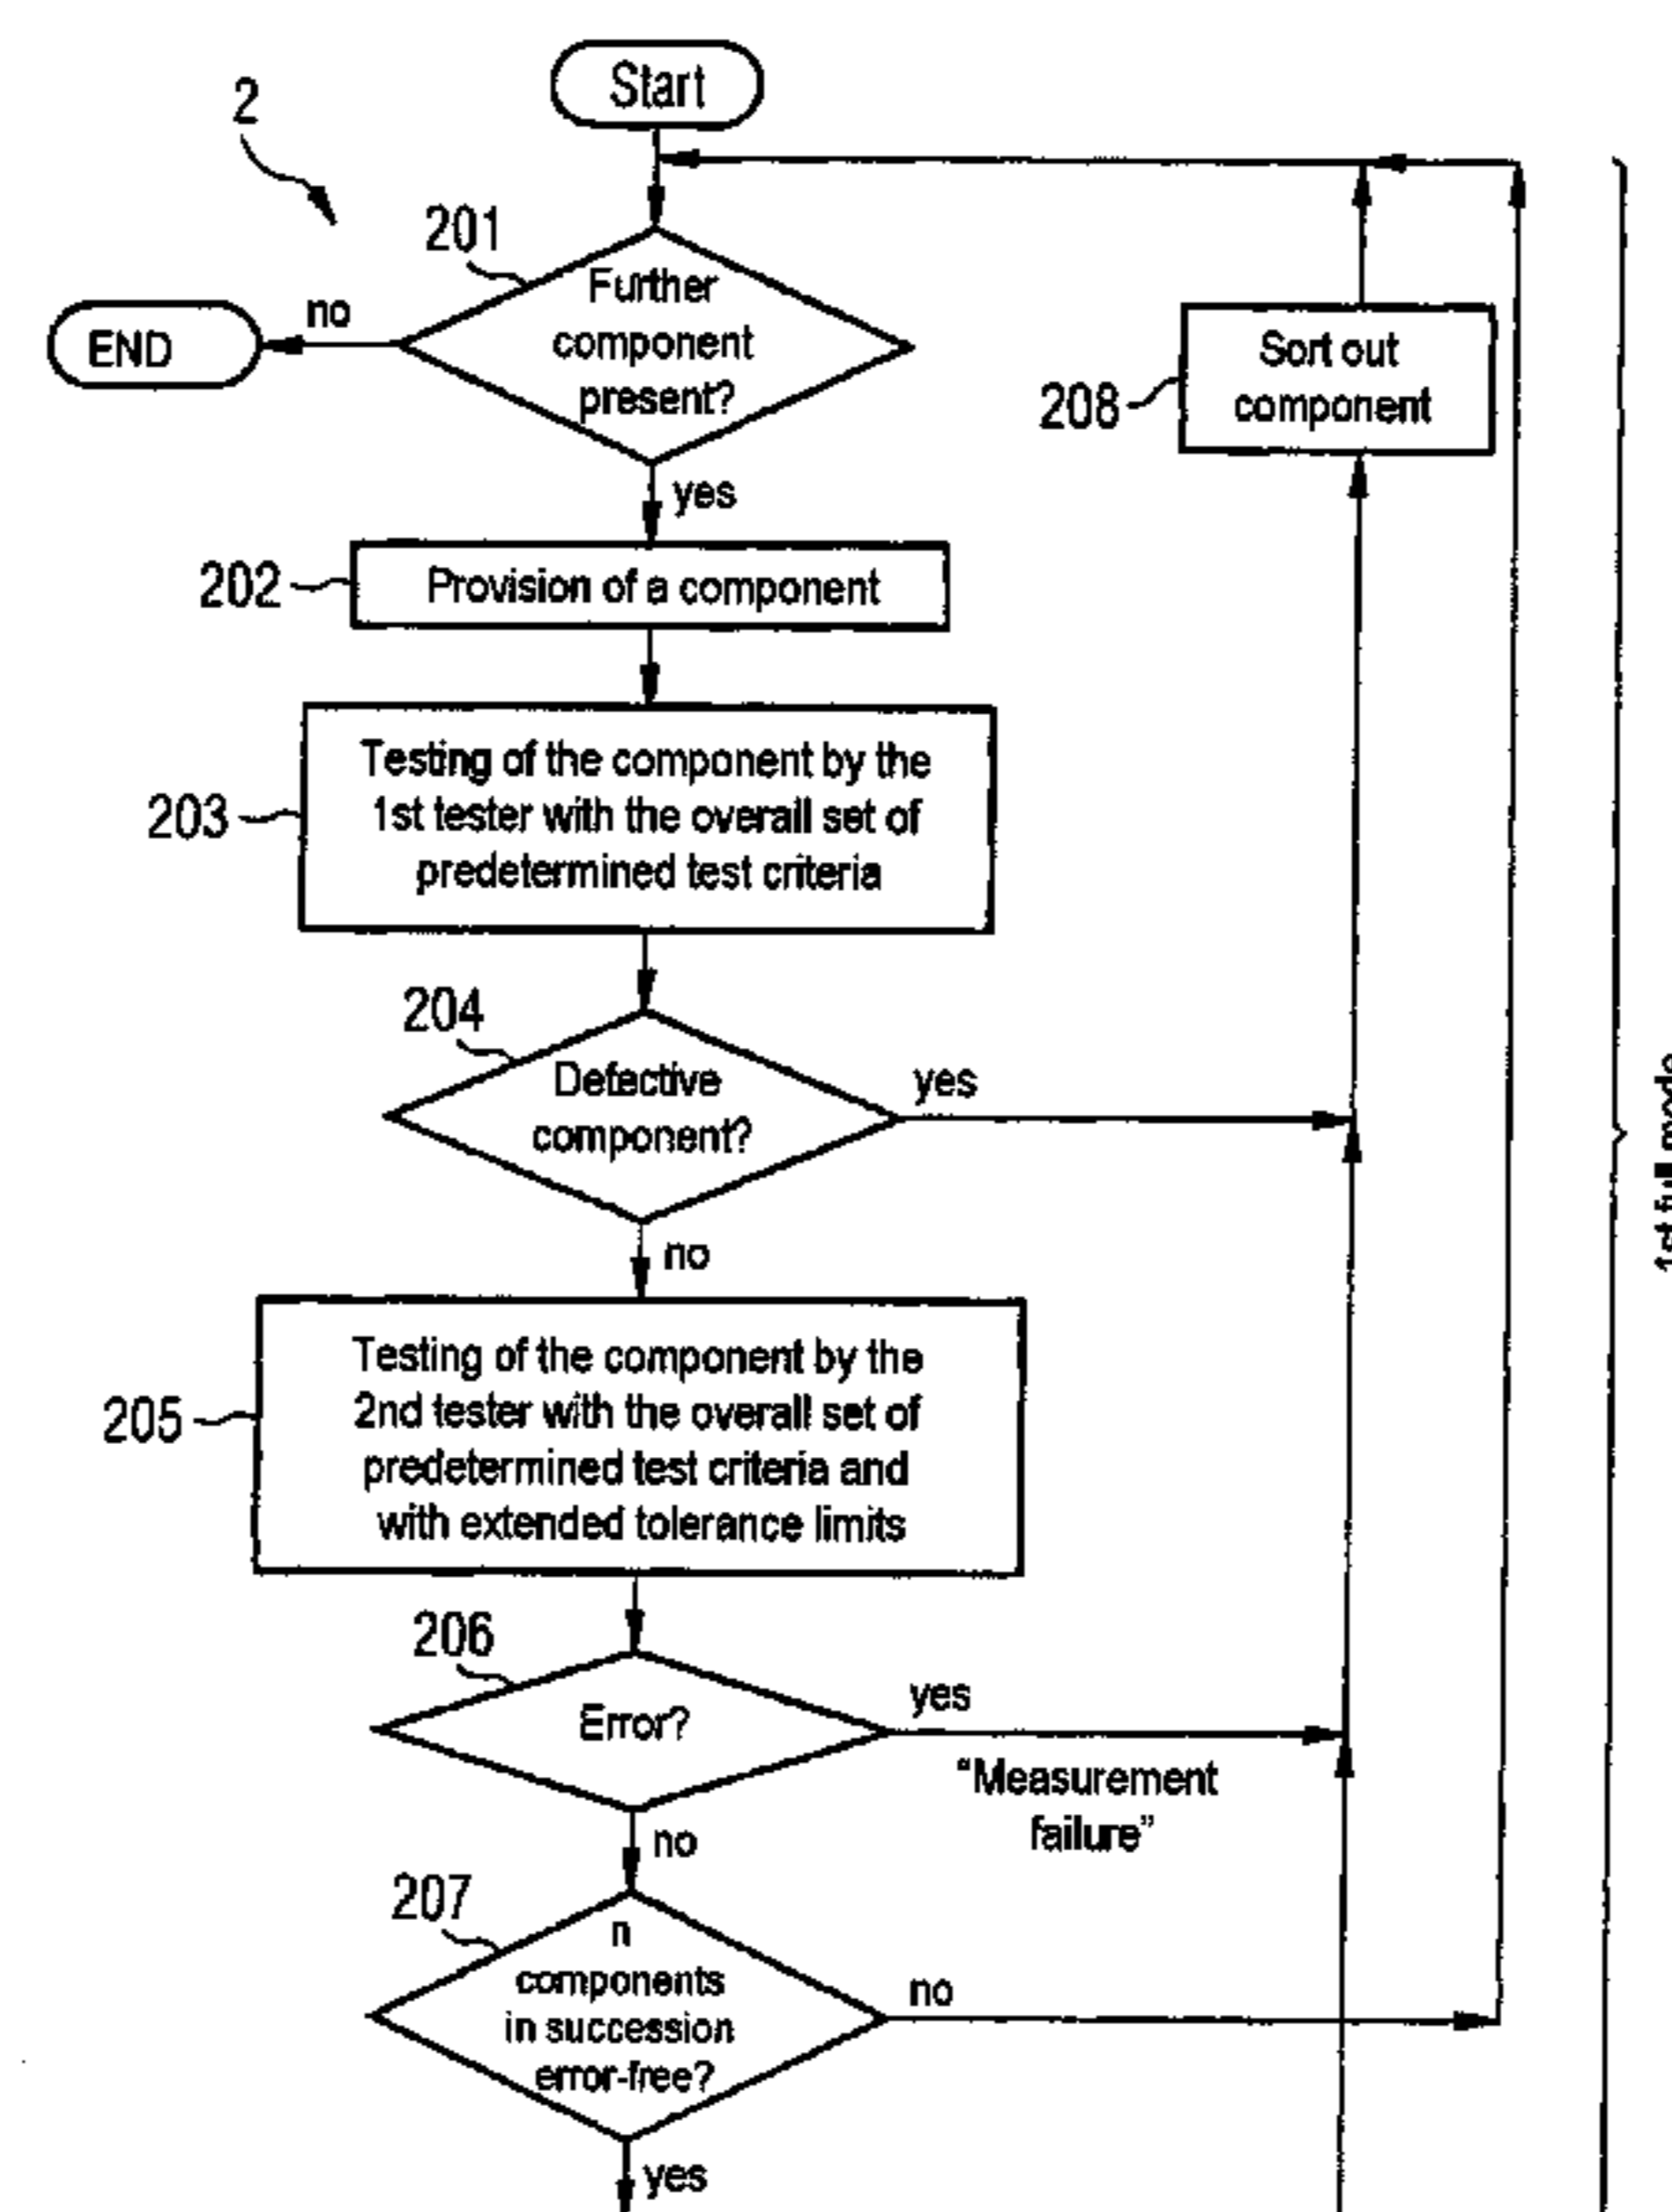 Start
2
201
Further
component
present?
no
END
yes
208
Sort out
component
202
Provision of a component
203
Testing of the component by the
1st tester with the overall set of
predetermined test criteria
204
Defective
component?
yes
no
205
Testing of the component by the
2nd tester with the overall set of
predetermined test criteria and
with extended tolerance limits
206
Error?
yes
“Measurement
failure”
no
207
n
components
in succession
error-free?
no
yes
1st full mode